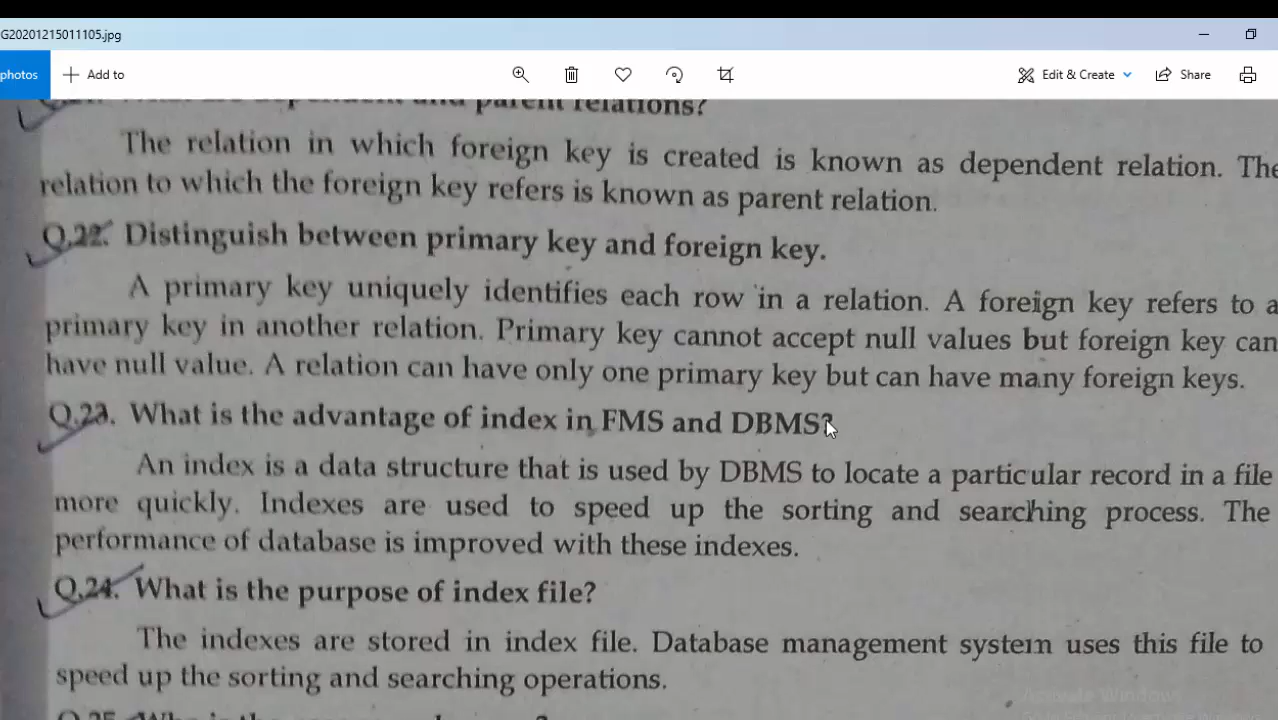 G20201215011105.jpg
photos
Add to
Edit & Create
Share
parent relations?
The relation in which foreign key is created is known as dependent relation. The
relation to which the foreign key refers is known as parent relation.
Q.22. Distinguish between primary key and foreign key.
A primary key uniquely identifies each row in a relation. A foreign key refers to a
primary key in another relation. Primary key cannot accept null values but foreign key can
have null value. A relation can have only one primary key but can have many foreign keys.
Q.23. What is the advantage of index in FMS and DBMS?
An index is a data structure that is used by DBMS to locate a particular record in a file
more quickly. Indexes are used to speed up the sorting and searching process. The
performance of database is improved with these indexes.
Q.24. What is the purpose of index file?
The indexes are stored in index file. Database management system uses this file to
speed up the sorting and searching operations.
Activate Windows